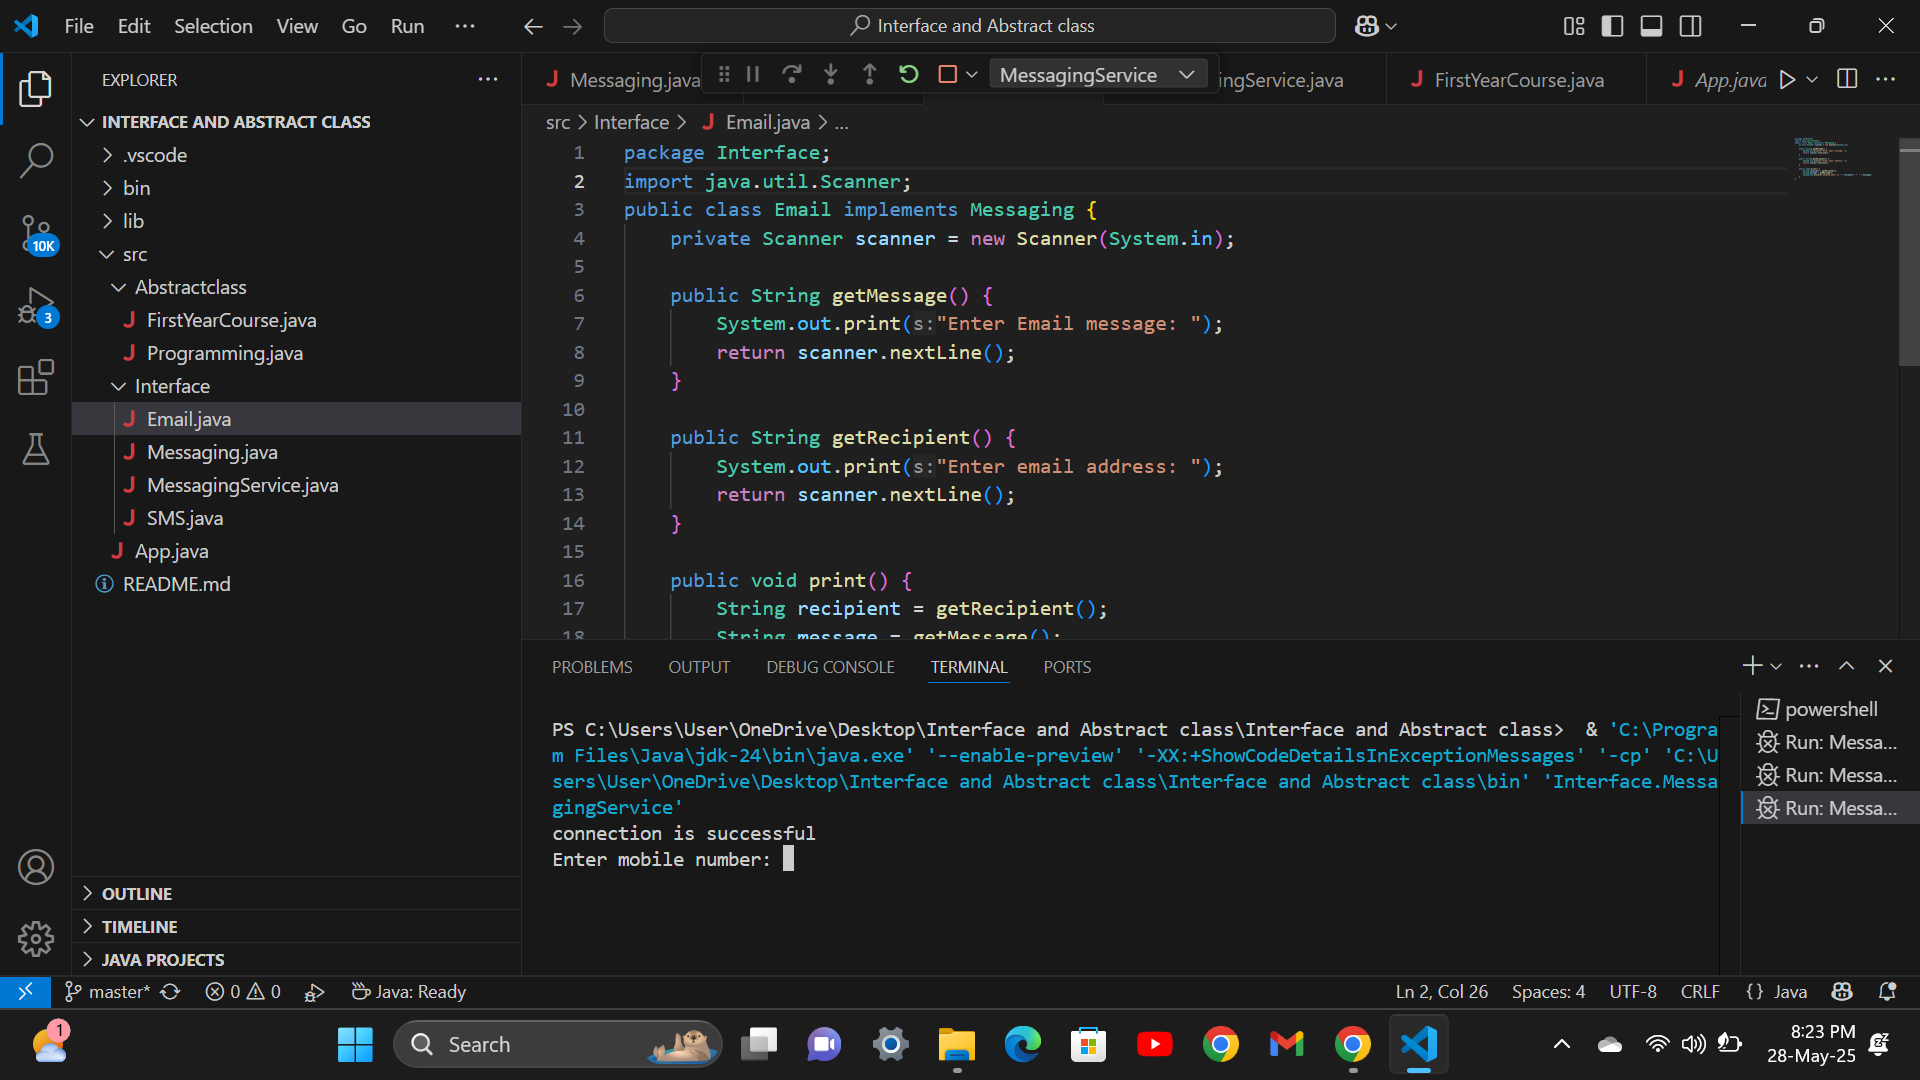 File Edit Selection View Go Run ···
Interface and Abstract class
EXPLORER
Messaging.java
MessagingService
ngService.java
FirstYearCourse.java
App.java
INTERFACE AND ABSTRACT CLASS
.vscode
bin
lib
src
Abstractclass
FirstYearCourse.java
Programming.java
Interface
Email.java
Messaging.java
MessagingService.java
SMS.java
App.java
README.md
10K
3
src > Interface > Email.java > ...
1 package Interface;
2 import java.util.Scanner;
3 public class Email implements Messaging {
4 private Scanner scanner = new Scanner(System.in);
5
6 public String getMessage() {
7 System.out.print(s:"Enter Email message: ");
8 return scanner.nextLine();
9 }
10
11 public String getRecipient() {
12 System.out.print(s:"Enter email address: ");
13 return scanner.nextLine();
14 }
15
16 public void print() {
17 String recipient = getRecipient();
18 String message = getMessage();
PROBLEMS OUTPUT DEBUG CONSOLE TERMINAL PORTS
PS C:\Users\User\OneDrive\Desktop\Interface and Abstract class\Interface and Abstract class> & 'C:\Progra
m Files\Java\jdk-24\bin\java.exe' '--enable-preview' '-XX:+ShowCodeDetailsInExceptionMessages' '-cp' 'C:\U
sers\User\OneDrive\Desktop\Interface and Abstract class\Interface and Abstract class\bin' 'Interface.Messa
gingService'
connection is successful
Enter mobile number:
powershell
Run: Messa...
Run: Messa...
Run: Messa...
OUTLINE
TIMELINE
JAVA PROJECTS
master* 0 0 Java: Ready
Ln 2, Col 26 Spaces: 4 UTF-8 CRLF {} Java
1
Search
8:23 PM
28-May-25